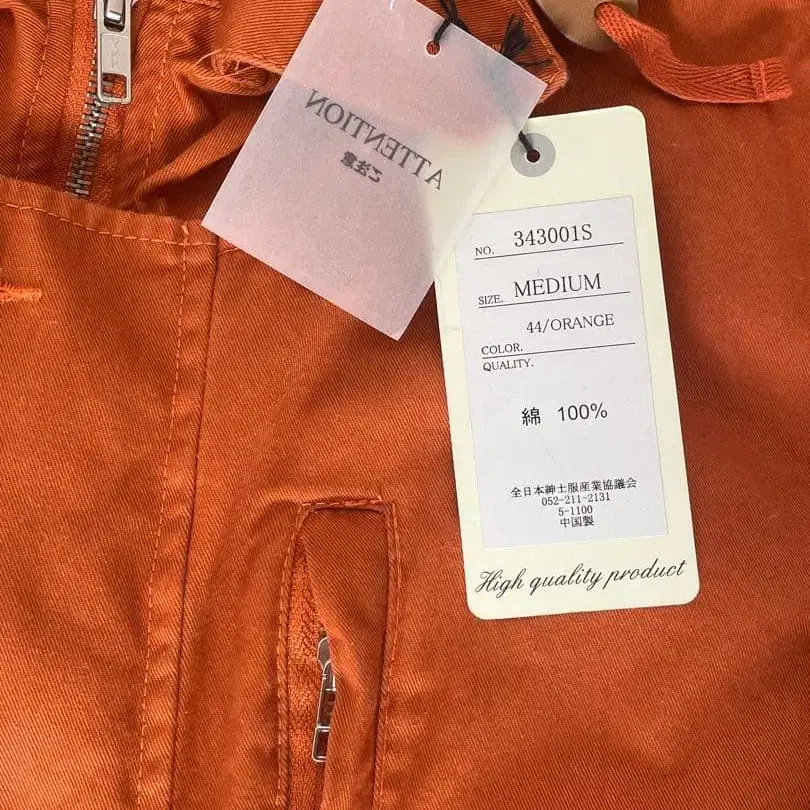 ATTENTION
ご注意
NO. 343001S
SIZE. MEDIUM
44/ORANGE
COLOR.
QUALITY.
綿 100%
全日本紳士服産業協議会
052-211-2131
5-1100
中国製
High quality product